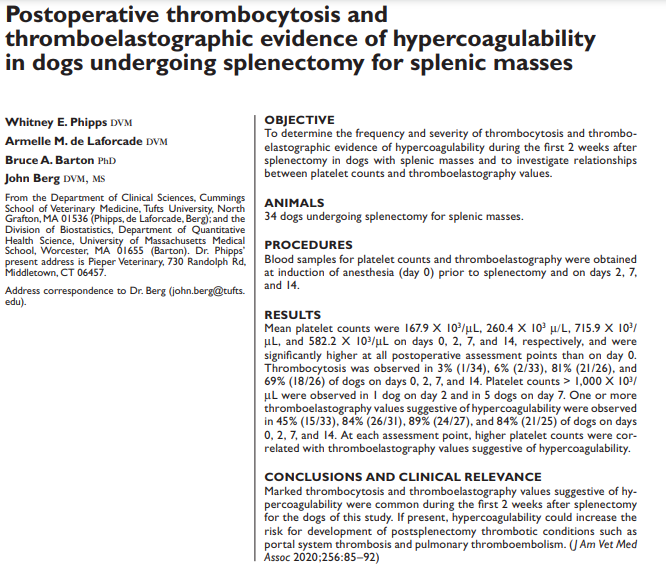 Postoperative thrombocytosis and
thromboelastographic evidence of hypercoagulability
in dogs undergoing splenectomy for splenic masses
Whitney E. Phipps DVM
Armelle M. de Laforcade DVM
Bruce A. Barton PhD
John Berg DVM, MS
From the Department of Clinical Sciences, Cummings
School of Veterinary Medicine, Tufts University, North
Grafton, MA 01536 (Phipps, de Laforcade, Berg); and the
Division of Biostatistics, Department of Quantitative
Health Science, University of Massachusetts Medical
School, Worcester, MA 01655 (Barton). Dr. Phipps'
present address is Pieper Veterinary, 730 Randolph Rd,
Middletown, CT 06457.
Address correspondence to Dr. Berg (john.berg@tufts.
edu).
OBJECTIVE
To determine the frequency and severity of thrombocytosis and thrombo-
elastographic evidence of hypercoagulability during the first 2 weeks after
splenectomy in dogs with splenic masses and to investigate relationships
between platelet counts and thromboelastography values.
ANIMALS
34 dogs undergoing splenectomy for splenic masses.
PROCEDURES
Blood samples for platelet counts and thromboelastography were obtained
at induction of anesthesia (day 0) prior to splenectomy and on days 2, 7,
and 14.
RESULTS
Mean platelet counts were 167.9 X 10³/μL, 260.4 X 10³ μ/L, 715.9 X 10³/
μL, and 582.2 X 10³/μL on days 0, 2, 7, and 14, respectively, and were
significantly higher at all postoperative assessment points than on day 0.
Thrombocytosis was observed in 3% (1/34), 6% (2/33), 81% (21/26), and
69% (18/26) of dogs on days 0, 2, 7, and 14. Platelet counts > 1,000 X 10³/
μL were observed in 1 dog on day 2 and in 5 dogs on day 7. One or more
thromboelastography values suggestive of hypercoagulability were observed
in 45% (15/33), 84% (26/31), 89% (24/27), and 84% (21/25) of dogs on days
0, 2, 7, and 14. At each assessment point, higher platelet counts were cor-
related with thromboelastography values suggestive of hypercoagulability.
CONCLUSIONS AND CLINICAL RELEVANCE
Marked thrombocytosis and thromboelastography values suggestive of hy-
percoagulability were common during the first 2 weeks after splenectomy
for the dogs of this study. If present, hypercoagulability could increase the
risk for development of postsplenectomy thrombotic conditions such as
portal system thrombosis and pulmonary thromboembolism. (J Am Vet Med
Assoc 2020;256:85–92)